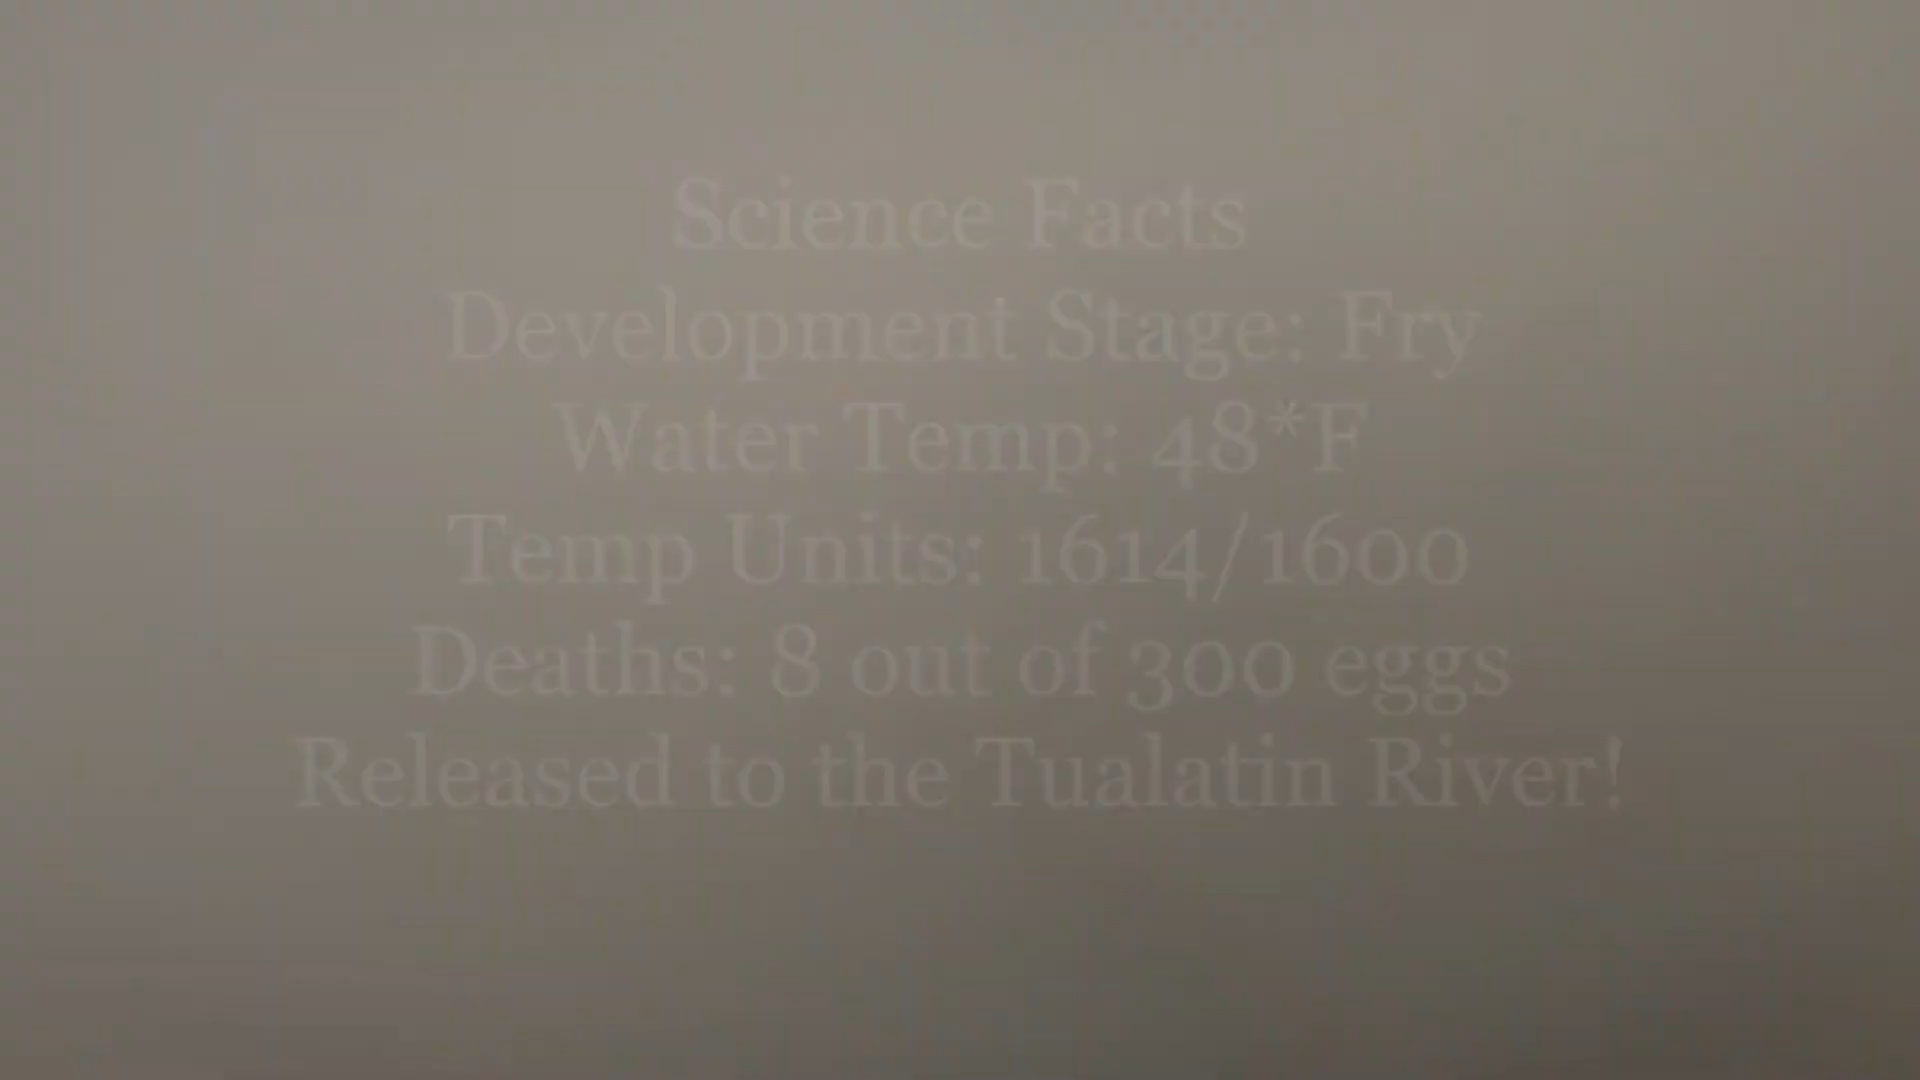 Science Facts
Development Stage: Fry
Water Temp: 48*F
Temp Units: 1614/1600
Deaths: 8 out of 300 eggs
Released to the Tualatin River!